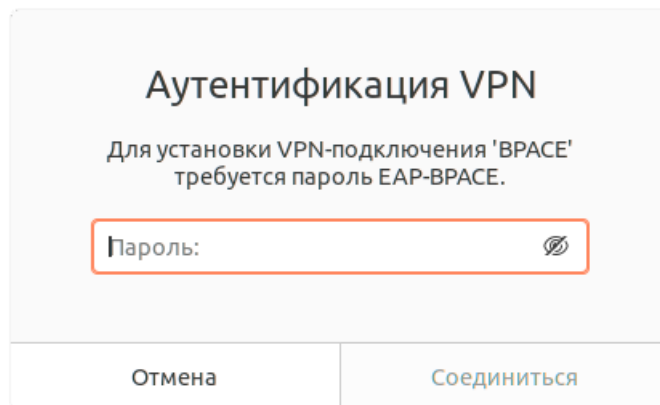 Аутентификация VPN
Для установки VPN-подключения 'BPACE'
требуется пароль EAP-BPACE.
Пароль:
Отмена
Соединиться